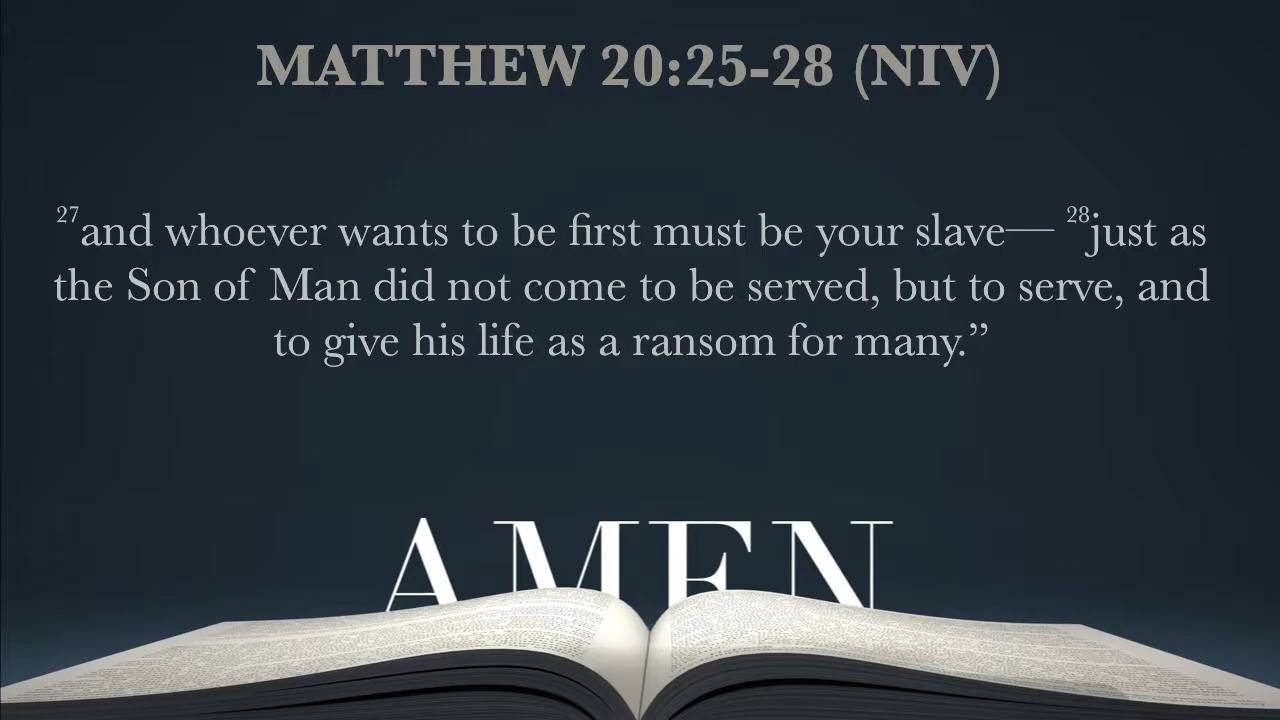 MATTHEW 20:25-28 (NIV)
27and whoever wants to be first must be your slave— 28just as
the Son of Man did not come to be served, but to serve, and
to give his life as a ransom for many.”
AMEN